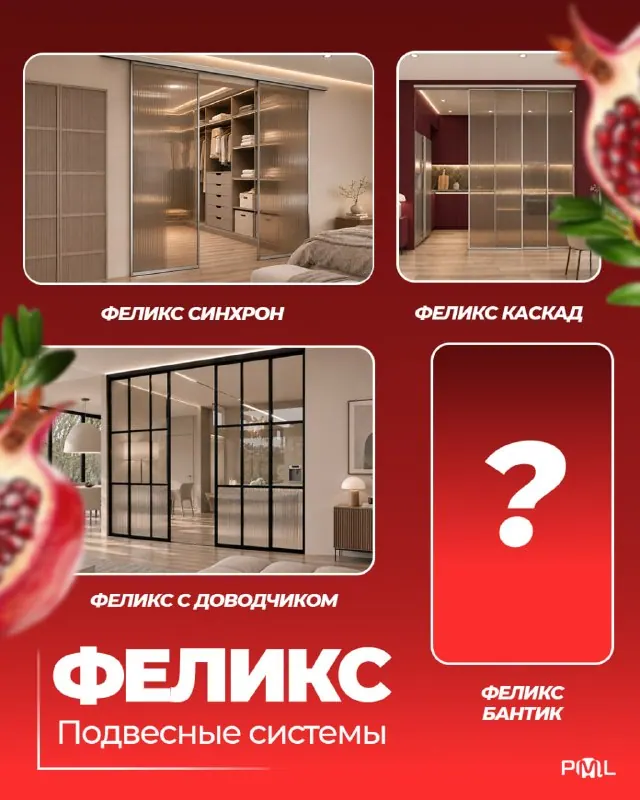 ФЕЛИКС СИНХРОН
ФЕЛИКС КАСКАД
?
ФЕЛИКС С ДОВОДЧИКОМ
ФЕЛИКС
БАНТИК
ФЕЛИКС
Подвесные системы
PML